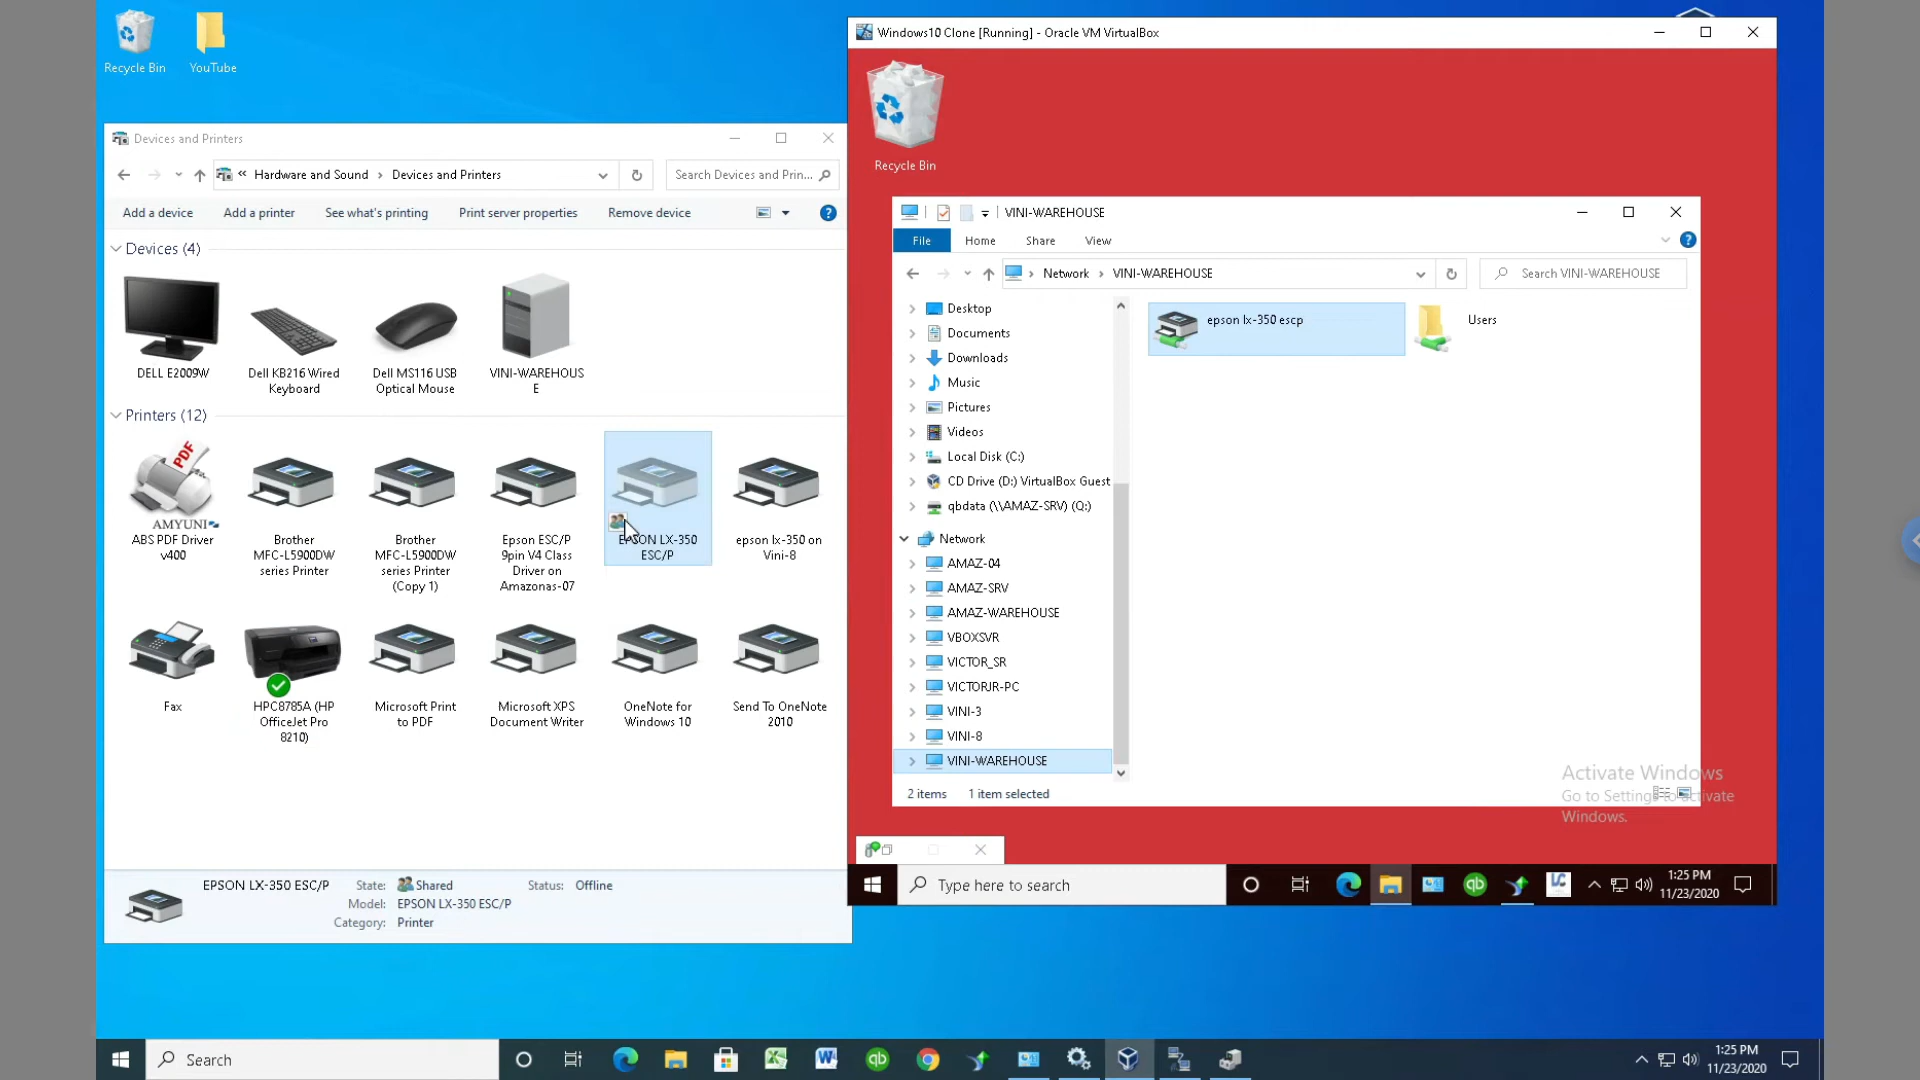 Recycle Bin
YouTube
Devices and Printers
« Hardware and Sound › Devices and Printers
Search Devices and Prin...
Add a device
Add a printer
See what's printing
Print server properties
Remove device
Devices (4)
DELL E2009W
Dell KB216 Wired
Keyboard
Dell MS116 USB
Optical Mouse
VINI-WAREHOUS
E
Printers (12)
PDF
AMYUNI
ABS PDF Driver
v400
Brother
MFC-L5900DW
series Printer
Brother
MFC-L5900DW
series Printer
(Copy 1)
Epson ESC/P
9pin V4 Class
Driver on
Amazonas-07
EPSON LX-350
ESC/P
epson lx-350 on
Vini-8
Fax
HPC8785A (HP
OfficeJet Pro
8210)
Microsoft Print
to PDF
Microsoft XPS
Document Writer
OneNote for
Windows 10
Send To OneNote
2010
EPSON LX-350 ESC/P
State: Shared
Status: Offline
Model: EPSON LX-350 ESC/P
Category: Printer
Windows10 Clone [Running] - Oracle VM VirtualBox
Recycle Bin
VINI-WAREHOUSE
File Home Share View
› Network › VINI-WAREHOUSE
Search VINI-WAREHOUSE
Desktop
Documents
Downloads
Music
Pictures
Videos
Local Disk (C:)
CD Drive (D:) VirtualBox Guest
qbdata (\\AMAZ-SRV) (Q:)
Network
AMAZ-04
AMAZ-SRV
AMAZ-WAREHOUSE
VBOXSVR
VICTOR_SR
VICTORJR-PC
VINI-3
VINI-8
VINI-WAREHOUSE
epson lx-350 escp
Users
2 items 1 item selected
Activate Windows
Go to Settings to activate
Windows.
Type here to search
1:25 PM
11/23/2020
Search
1:25 PM
11/23/2020